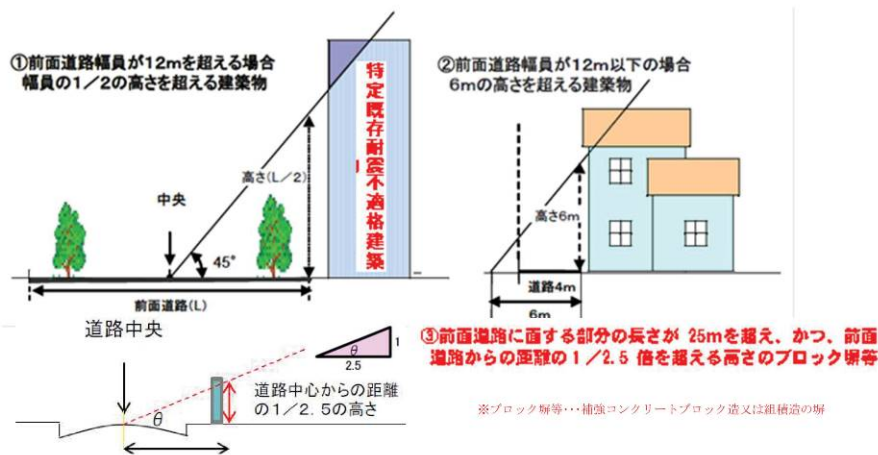 ①前面道路幅員が12mを超える場合
幅員の1/2の高さを超える建築物
特定既存耐震不適格建築
高さ(L/2)
中央
45°
前面道路(L)
②前面道路幅員が12m以下の場合
6mの高さを超える建築物
高さ6m
道路4m
6m
道路中央
θ
1
2.5
θ
道路中心からの距離
の1/2.5の高さ
③前面道路に面する部分の長さが 25mを超え、かつ、前面
道路からの距離の1/2.5 倍を超える高さのブロック塀等
※ブロック塀等・・・補強コンクリートブロック造又は組積造の塀